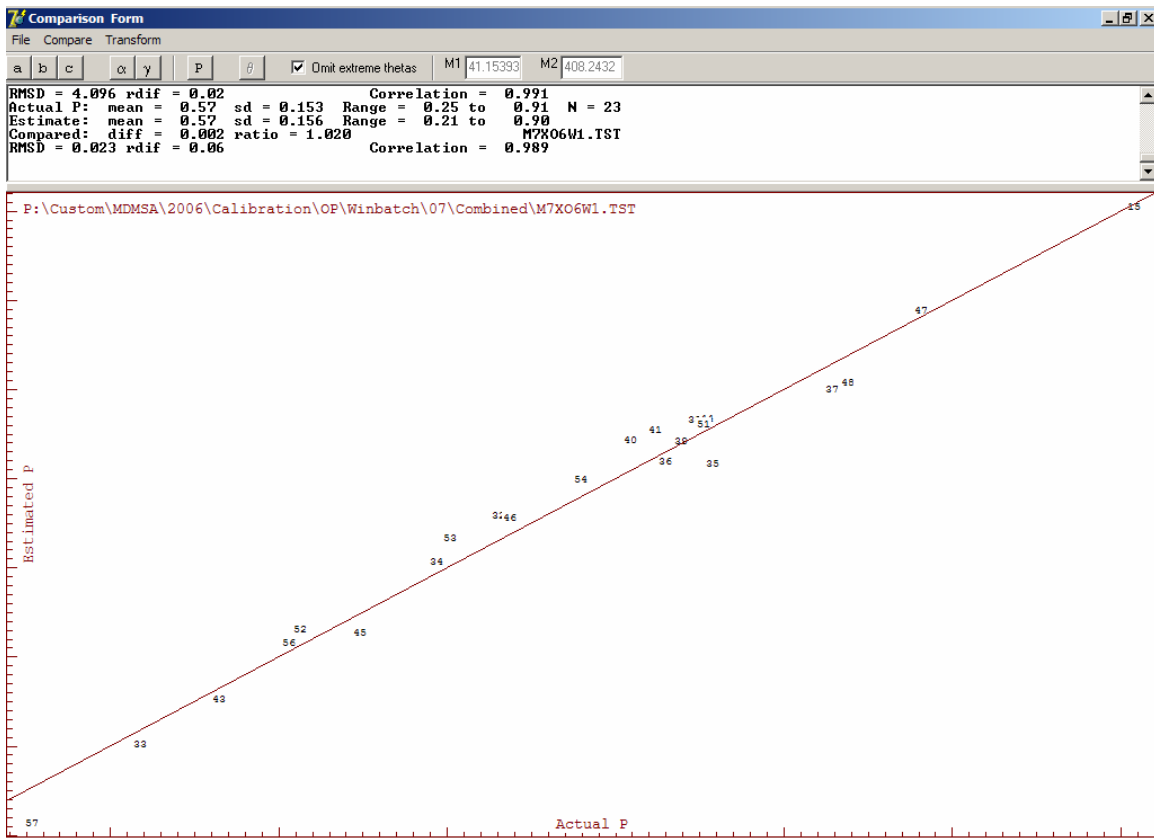 Comparison Form
File Compare Transform
a b c α γ P θ Omit extreme thetas M1 41.15393 M2 408.2432
RMSD = 4.096 rdif = 0.02 Correlation = 0.991
Actual P: mean = 0.57 sd = 0.153 Range = 0.25 to 0.91 N = 23
Estimate: mean = 0.57 sd = 0.156 Range = 0.21 to 0.90
Compared: diff = 0.002 ratio = 1.020 M7XO6W1.TST
RMSD = 0.023 rdif = 0.06 Correlation = 0.989
P:\Custom\MDMSA\2006\Calibration\OP\Winbatch\07\Combined\M7XO6W1.TST
15
47
48
37
51
41
40
36
35
54
46
53
34
52
45
56
43
33
57
Estimated P
Actual P